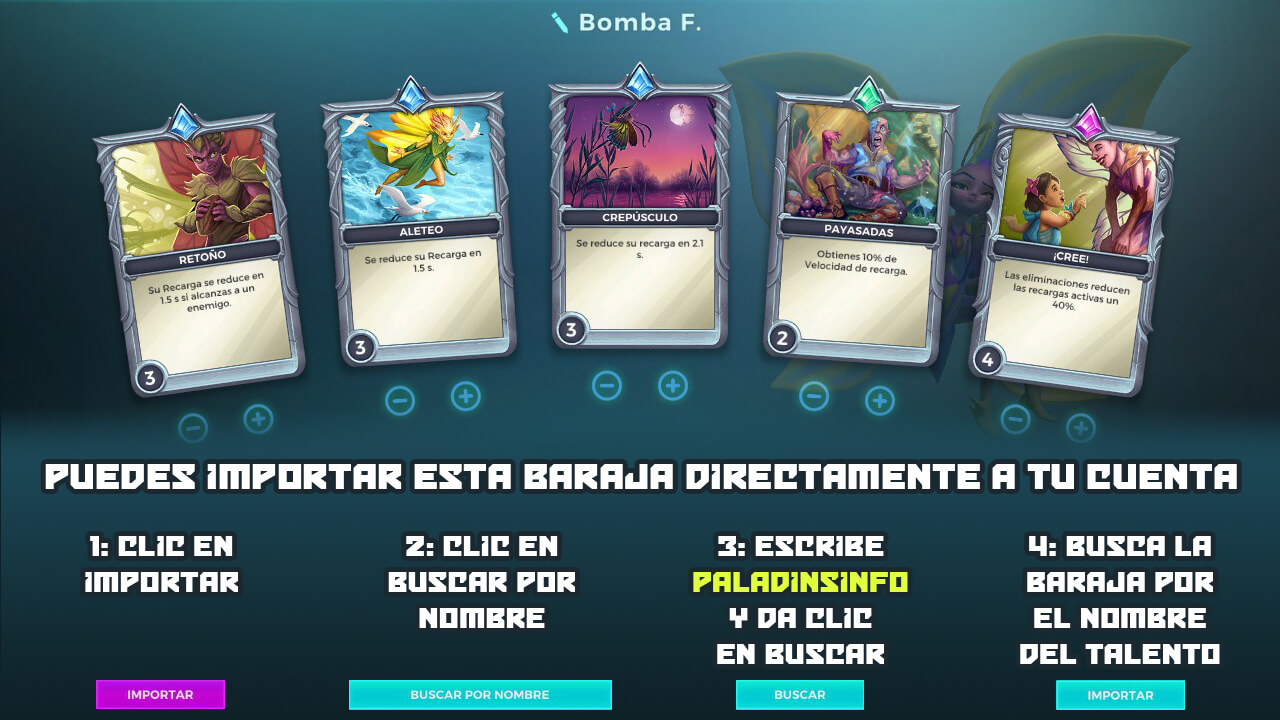 Bomba F.
RETOÑO
Su Recarga se reduce en
1.5 s si alcanzas a un
enemigo.
3
ALETEO
Se reduce su Recarga en
1.5 s.
3
CREPÚSCULO
Se reduce su recarga en 2.1
s.
3
PAYASADAS
Obtienes 10% de
Velocidad de recarga.
2
¡CREE!
Las eliminaciones reducen
las recargas activas un
40%.
4
PUEDES IMPORTAR ESTA BARAJA DIRECTAMENTE A TU CUENTA
1: CLIC EN
IMPORTAR
IMPORTAR
2: CLIC EN
BUSCAR POR
NOMBRE
BUSCAR POR NOMBRE
3: ESCRIBE
PALADINSINFO
Y DA CLIC
EN BUSCAR
BUSCAR
4: BUSCA LA
BARAJA POR
EL NOMBRE
DEL TALENTO
IMPORTAR